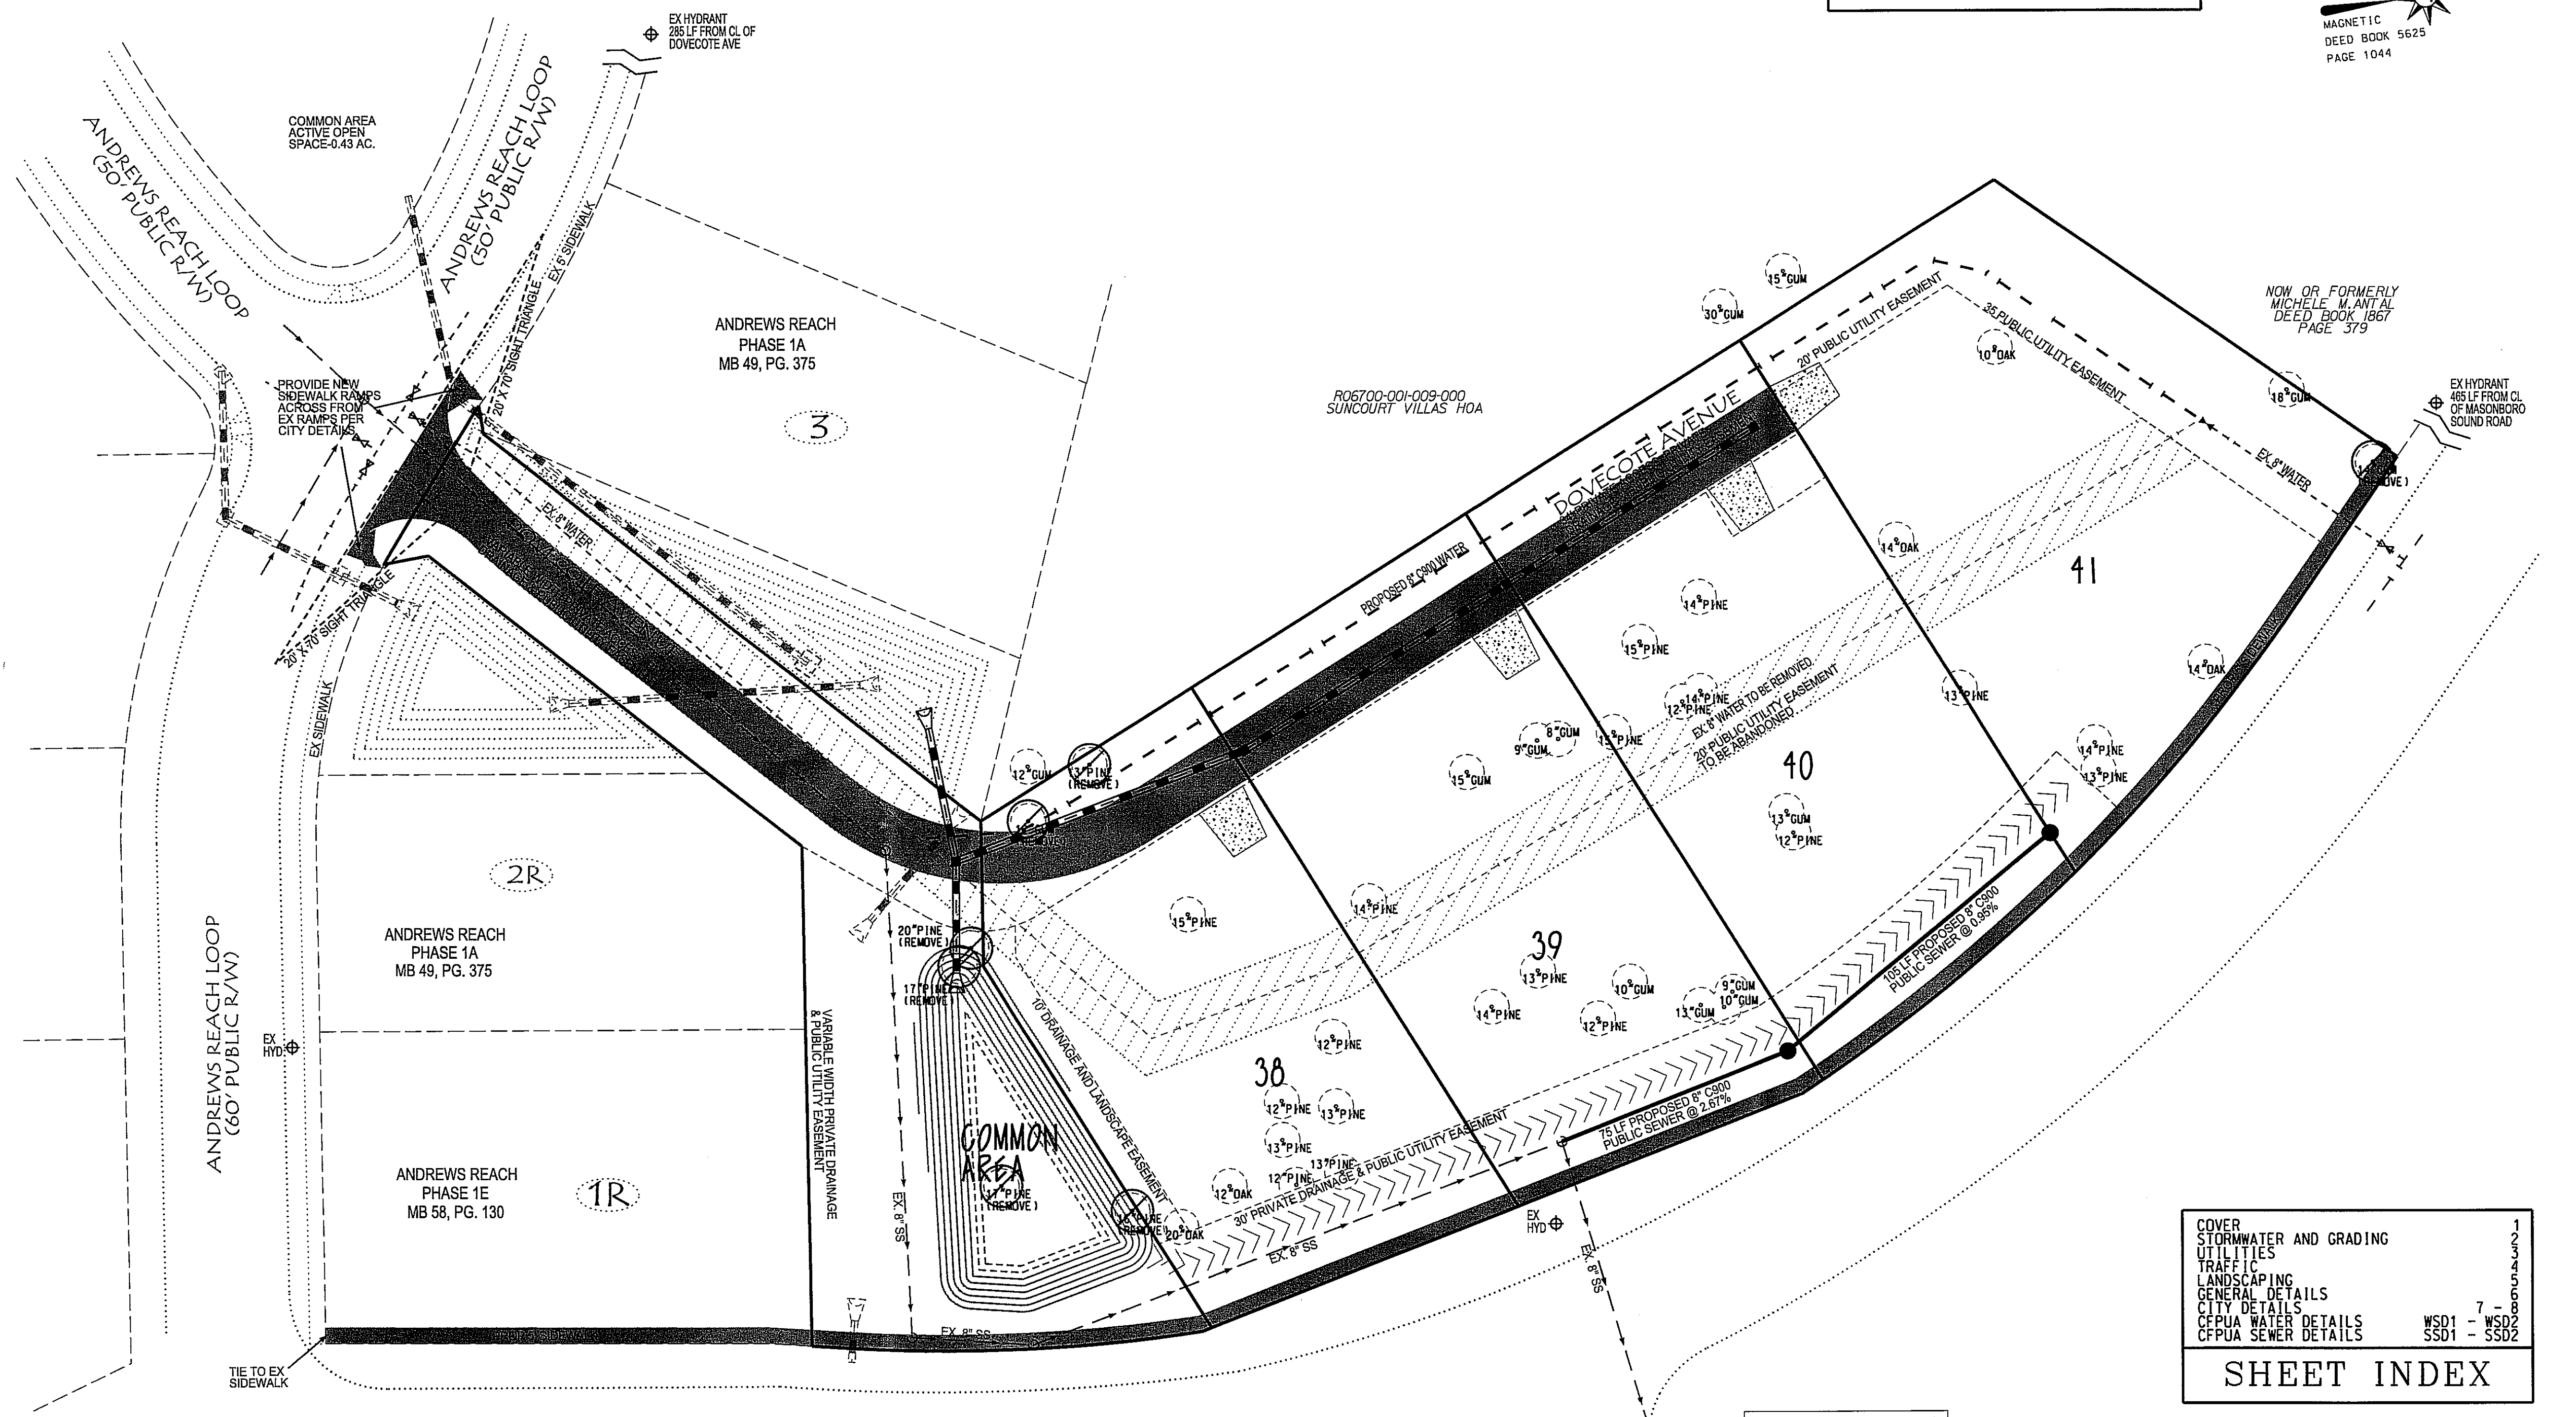 EX HYDRANT
285 LF FROM CL OF
DOVECOTE AVE
MAGNETIC
DEED BOOK 5625
PAGE 1044
COMMON AREA
ACTIVE OPEN
SPACE-0.43 AC.
ANDREWS REACH LOOP
(50' PUBLIC R/W)
ANDREWS REACH LOOP
(50' PUBLIC R/W)
EX 6' SIDEWALK
20' X 70' SIGHT TRIANGLE
PROVIDE NEW
SIDEWALK RAMPS
ACROSS FROM
EX RAMPS PER
CITY DETAILS
ANDREWS REACH
PHASE 1A
MB 49, PG. 375
3
R06700-001-009-000
SUNCOURT VILLAS HOA
30" GUM
15" GUM
20' PUBLIC UTILITY EASEMENT
35 PUBLIC UTILITY EASEMENT
10" OAK
NOW OR FORMERLY
MICHELE M. ANTAL
DEED BOOK 1867
PAGE 379
18" GUM
EX HYDRANT
465 LF FROM CL
OF MASONBORO
SOUND ROAD
EX. 8" WATER
DOVECOTE AVENUE
PROPOSED 8" C900 WATER
EX. 8" WATER
20' X 70' SIGHT TRIANGLE
EX SIDEWALK
14" OAK
14" PINE
15" PINE
41
14" OAK
SIDEWALK
13" PINE
14" PINE
12" PINE
EX. 8" WATER TO BE REMOVED
20' PUBLIC UTILITY EASEMENT
TO BE ABANDONED
15" PINE
8" GUM
9" GUM
15" GUM
14" PINE
13" PINE
40
13" GUM
12" PINE
12" GUM
13" PINE
(REMOVE)
2R
ANDREWS REACH
PHASE 1A
MB 49, PG. 375
20" PINE
(REMOVE)
17" PINE
(REMOVE)
15" PINE
14" PINE
39
13" PINE
14" PINE
10" GUM
12" PINE
9" GUM
10" GUM
13" GUM
105 LF PROPOSED 8" C900
PUBLIC SEWER @ 0.95%
ANDREWS REACH LOOP
(60' PUBLIC R/W)
EX
HYD
VARIABLE WIDTH PRIVATE DRAINAGE
& PUBLIC UTILITY EASEMENT
10' DRAINAGE AND LANDSCAPE EASEMENT
12" PINE
38
12" PINE
13" PINE
13" PINE
13" PINE
12" PINE
12" OAK
75 LF PROPOSED 8" C900
PUBLIC SEWER @ 2.67%
30' PRIVATE DRAINAGE & PUBLIC UTILITY EASEMENT
COMMON
AREA
17" PINE
(REMOVE)
16" PINE
(REMOVE)
20" OAK
ANDREWS REACH
PHASE 1E
MB 58, PG. 130
1R
EX. 8" SS
EX. 8" SS
EX
HYD
EX. 8" SS
EX. 8" SS
TIE TO EX
SIDEWALK
COVER 1
STORMWATER AND GRADING 2
UTILITIES 3
TRAFFIC 4
LANDSCAPING 5
GENERAL DETAILS 6
CITY DETAILS 7 - 8
CFPUA WATER DETAILS WSD1 - WSD2
CFPUA SEWER DETAILS SSD1 - SSD2
SHEET INDEX